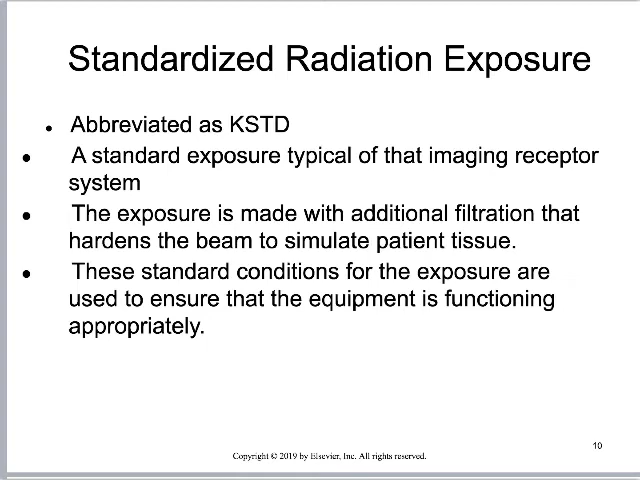 Standardized Radiation Exposure
• Abbreviated as KSTD
• A standard exposure typical of that imaging receptor
system
• The exposure is made with additional filtration that
hardens the beam to simulate patient tissue.
• These standard conditions for the exposure are
used to ensure that the equipment is functioning
appropriately.
10
Copyright © 2019 by Elsevier, Inc. All rights reserved.